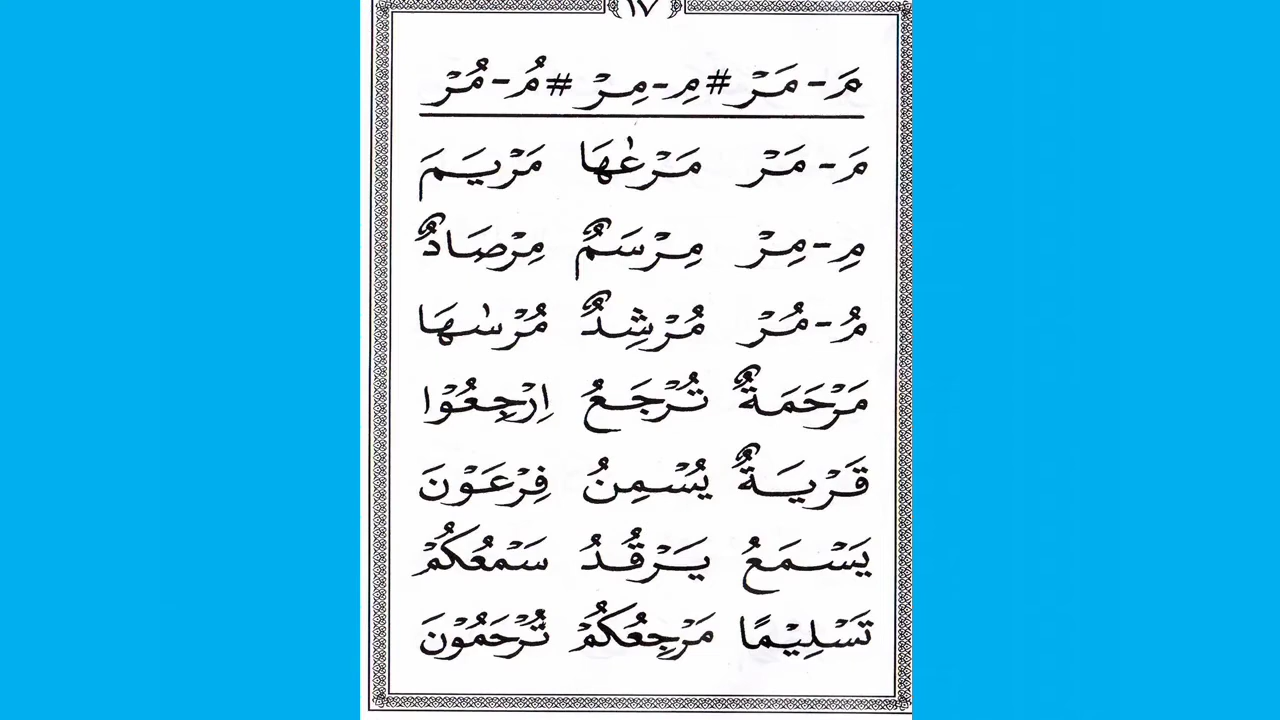 ١٧
مَ - مَرْ # مِ - مِرْ # مُ - مُرْ
مَ - مَرْ مَرْعٰهَا مَرْيَمَ
مِ - مِرْ مِرْسَمٌ مِرْصَادٌ
مُ - مُرْ مُرْشِدٌ مُرْسٰهَا
مَرْحَمَةٌ تُرْجَعُ اِرْجِعُوْا
قَرْيَةٌ يُسْمِنُ فِرْعَوْنَ
يَسْمَعُ يَرْقُدُ سَمْعُكُمْ
تَسْلِيْمًا مَرْجِعُكُمْ تُرْحَمُوْنَ